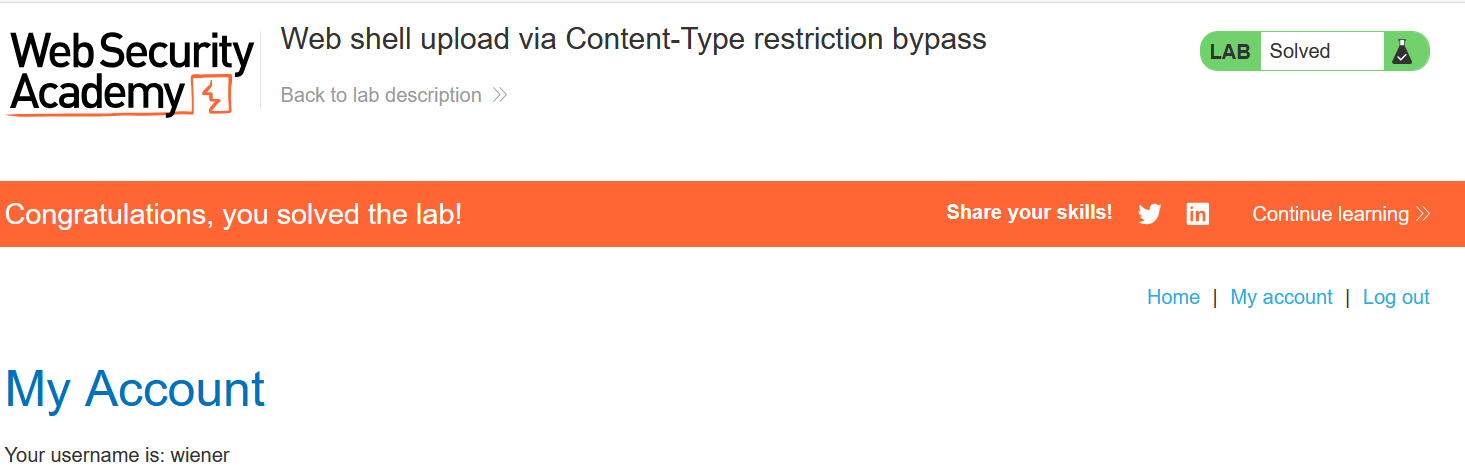 Web Security
Academy
Web shell upload via Content-Type restriction bypass
Back to lab description
LAB Solved
Congratulations, you solved the lab!
Share your skills!
Continue learning
Home | My account | Log out
My Account
Your username is: wiener